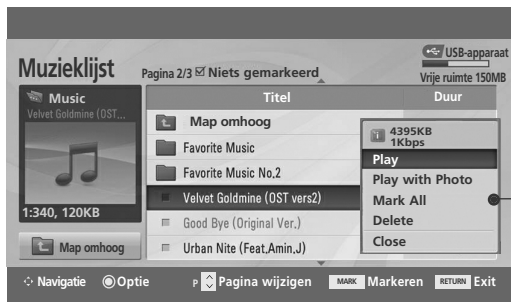 USB-apparaat
Muzieklijst
Pagina 2/3 Niets gemarkeerd
Vrije ruimte 150MB
Music
Velvet Goldmine (OST...
1:340, 120KB
Map omhoog
Titel
Duur
Map omhoog
Favorite Music
Favorite Music No.2
Velvet Goldmine (OST vers2)
Good Bye (Original Ver.)
Urban Nite (Feat.Amin.J)
4395KB
1Kbps
Play
Play with Photo
Mark All
Delete
Close
Navigatie Optie P Pagina wijzigen MARK Markeren RETURN Exit